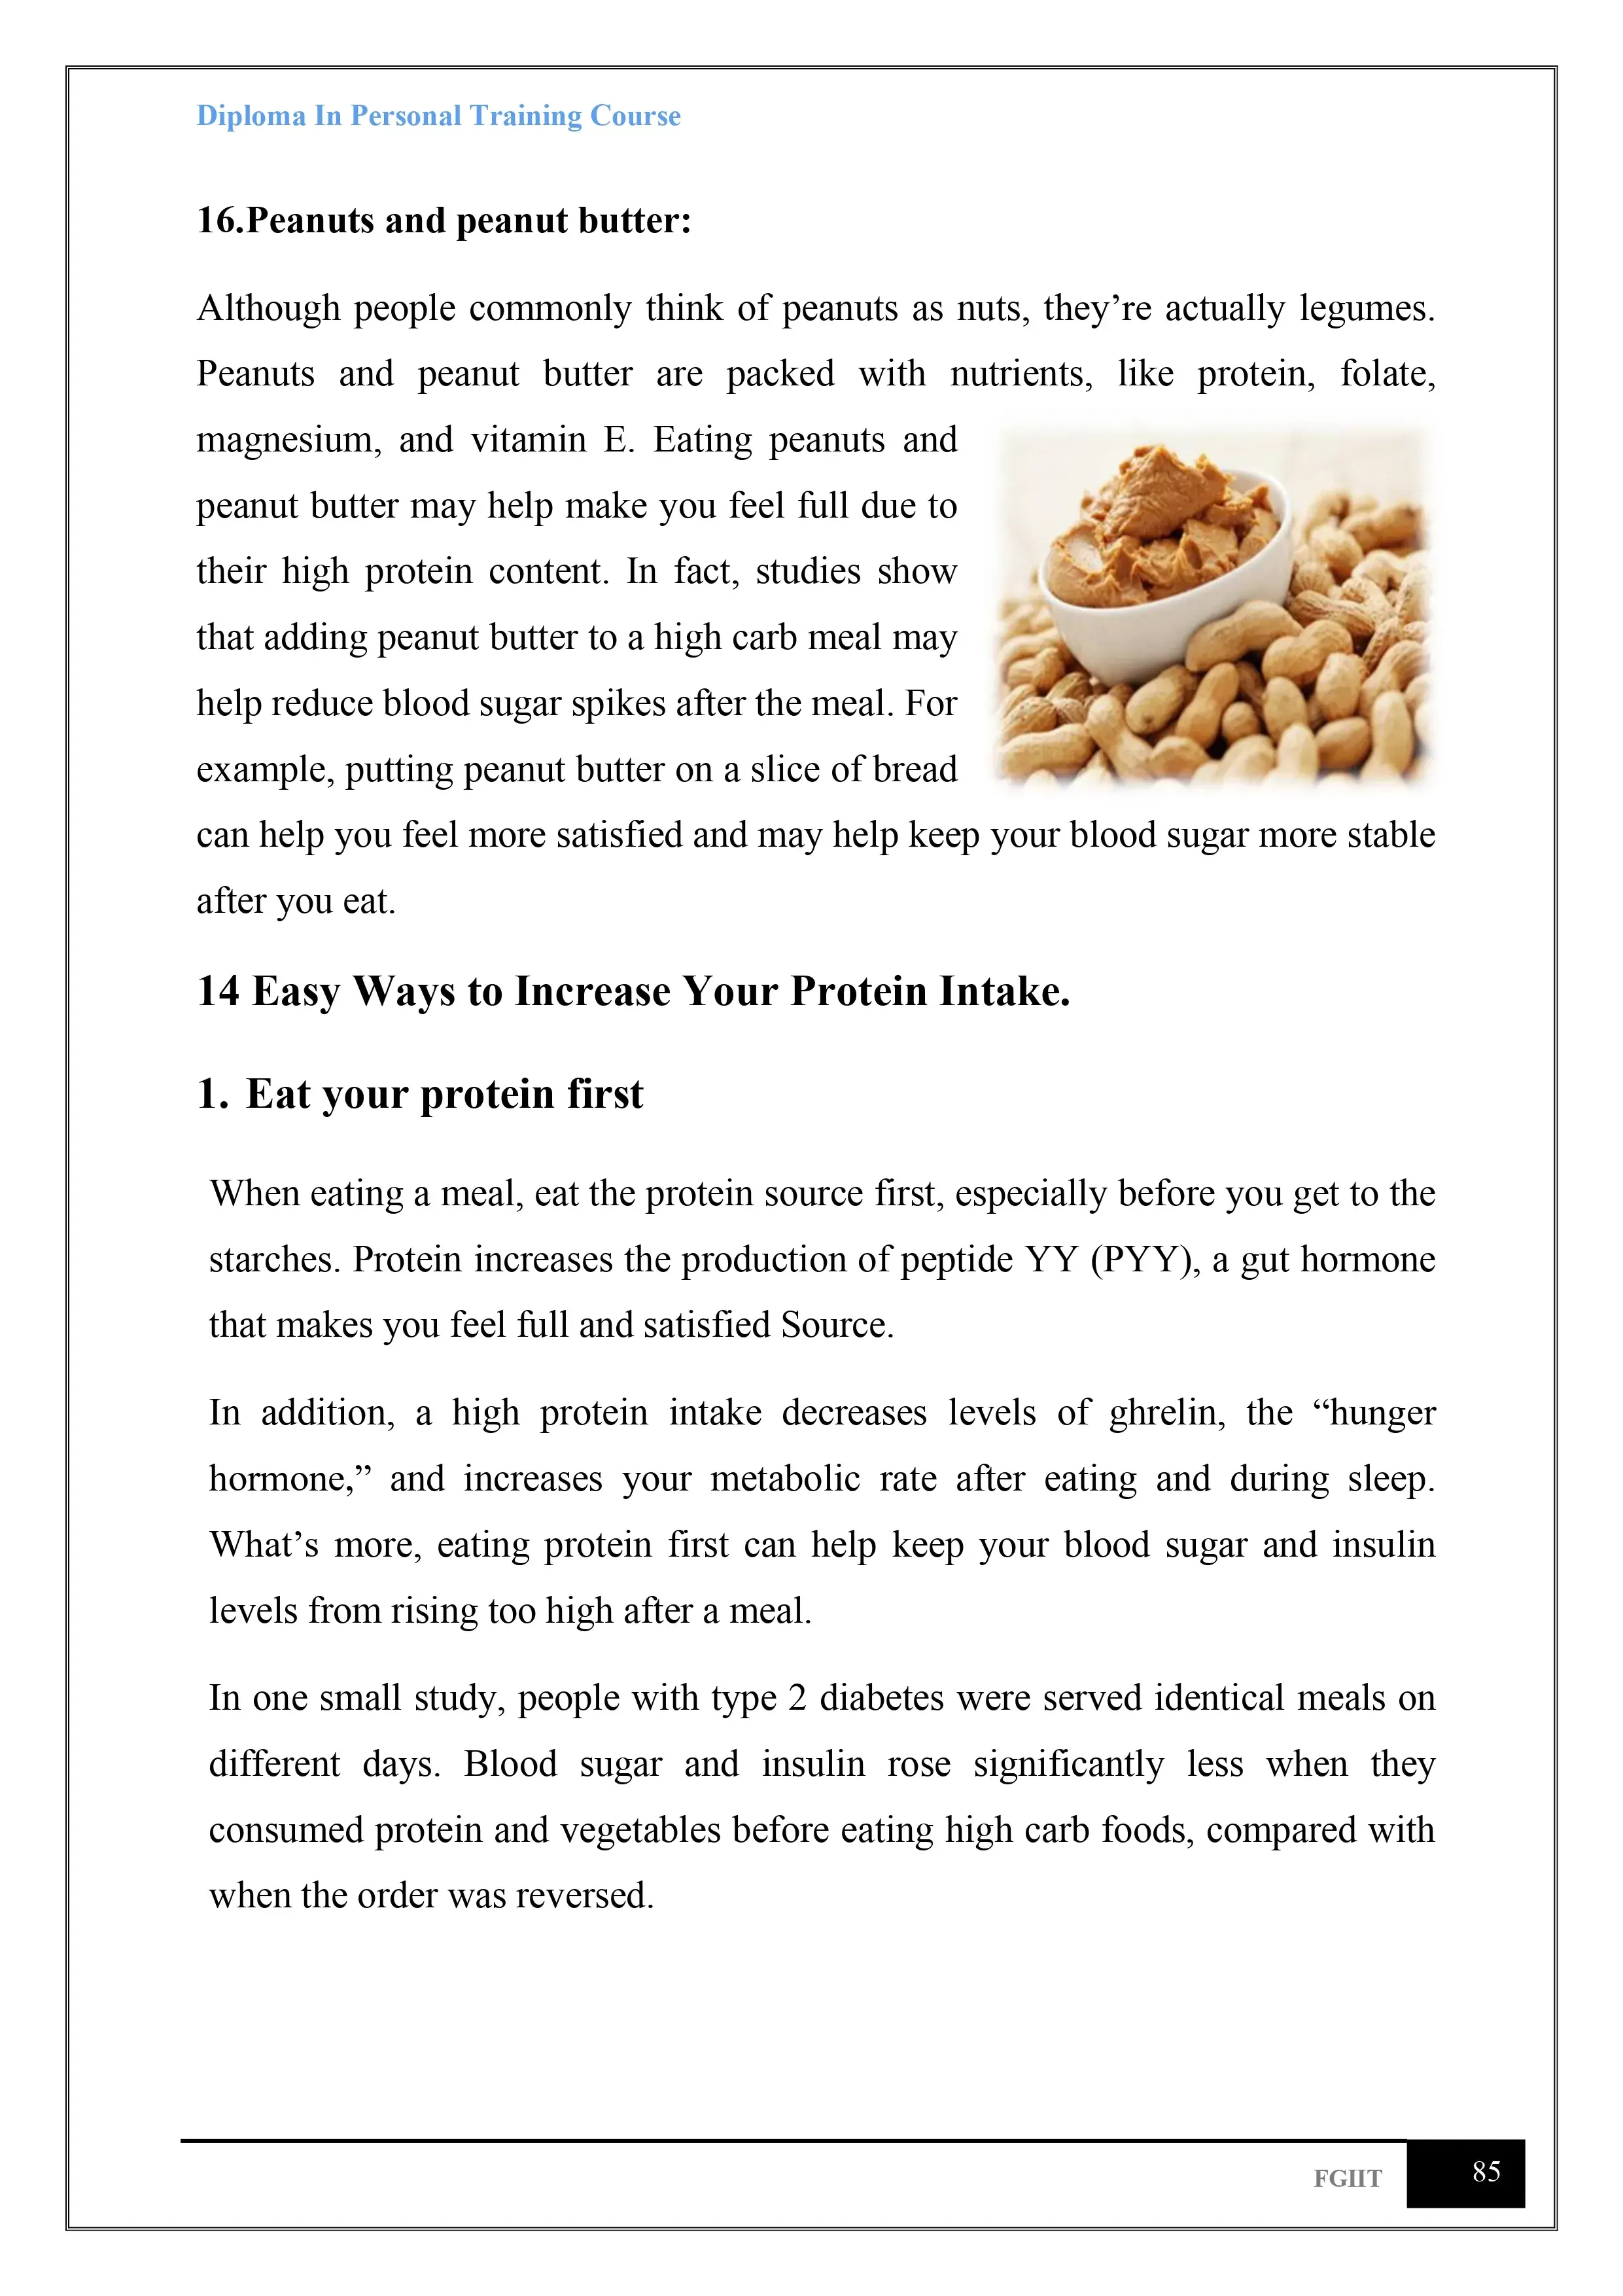 Diploma In Personal Training Course
16.Peanuts and peanut butter:
Although people commonly think of peanuts as nuts, they’re actually legumes.
Peanuts and peanut butter are packed with nutrients, like protein, folate,
magnesium, and vitamin E. Eating peanuts and
peanut butter may help make you feel full due to
their high protein content. In fact, studies show
that adding peanut butter to a high carb meal may
help reduce blood sugar spikes after the meal. For
example, putting peanut butter on a slice of bread
can help you feel more satisfied and may help keep your blood sugar more stable
after you eat.
14 Easy Ways to Increase Your Protein Intake.
1. Eat your protein first
When eating a meal, eat the protein source first, especially before you get to the
starches. Protein increases the production of peptide YY (PYY), a gut hormone
that makes you feel full and satisfied Source.
In addition, a high protein intake decreases levels of ghrelin, the “hunger
hormone,” and increases your metabolic rate after eating and during sleep.
What’s more, eating protein first can help keep your blood sugar and insulin
levels from rising too high after a meal.
In one small study, people with type 2 diabetes were served identical meals on
different days. Blood sugar and insulin rose significantly less when they
consumed protein and vegetables before eating high carb foods, compared with
when the order was reversed.
FGIIT 85